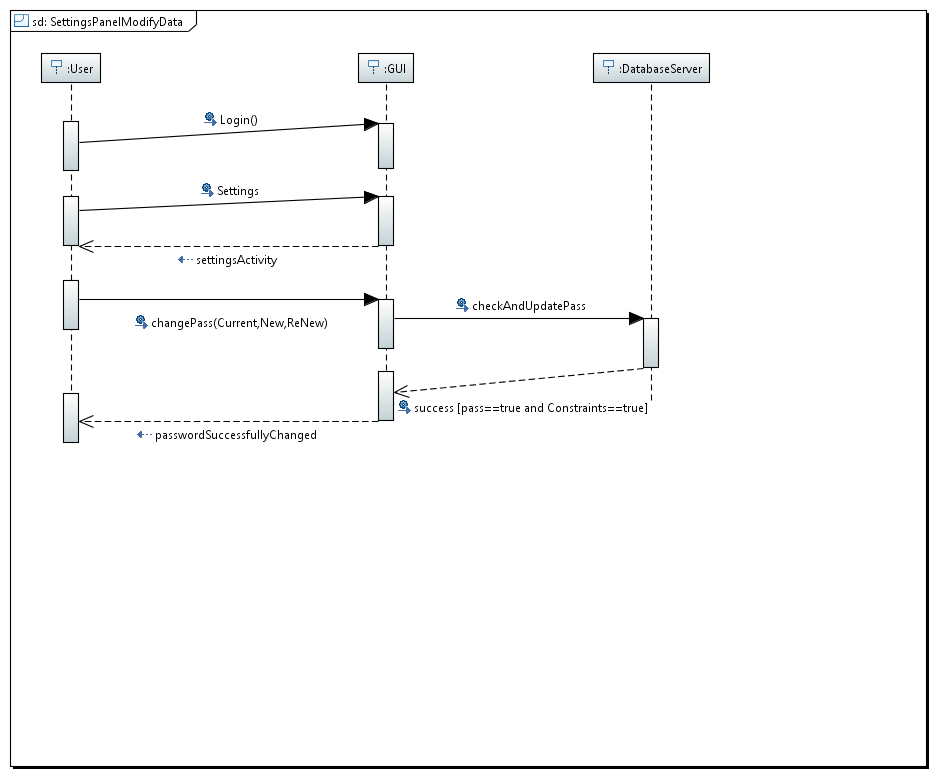 sd: SettingsPanelModifyData
:User
:GUI
:DatabaseServer
Login()
Settings
settingsActivity
checkAndUpdatePass
changePass(Current,New,ReNew)
success [pass==true and Constraints==true]
passwordSuccessfullyChanged